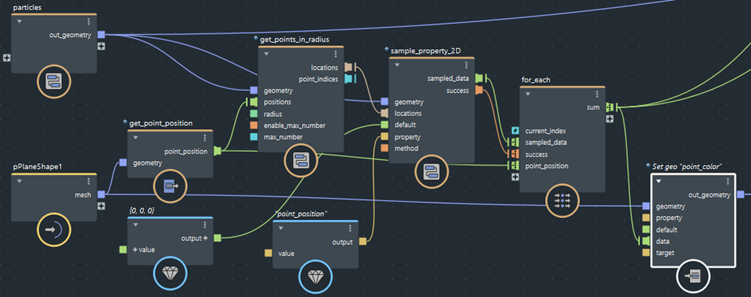 particles
out_geometry
get_points_in_radius
locations
point_indices
geometry
positions
radius
enable_max_number
max_number
sample_property_2D
sampled_data
success
geometry
locations
default
property
method
for_each
sum
current_index
sampled_data
success
point_position
get_point_position
point_position
geometry
pPlaneShape1
mesh
{0, 0, 0}
output
value
"point_position"
output
value
Set geo "point_color"
out_geometry
geometry
property
default
data
target